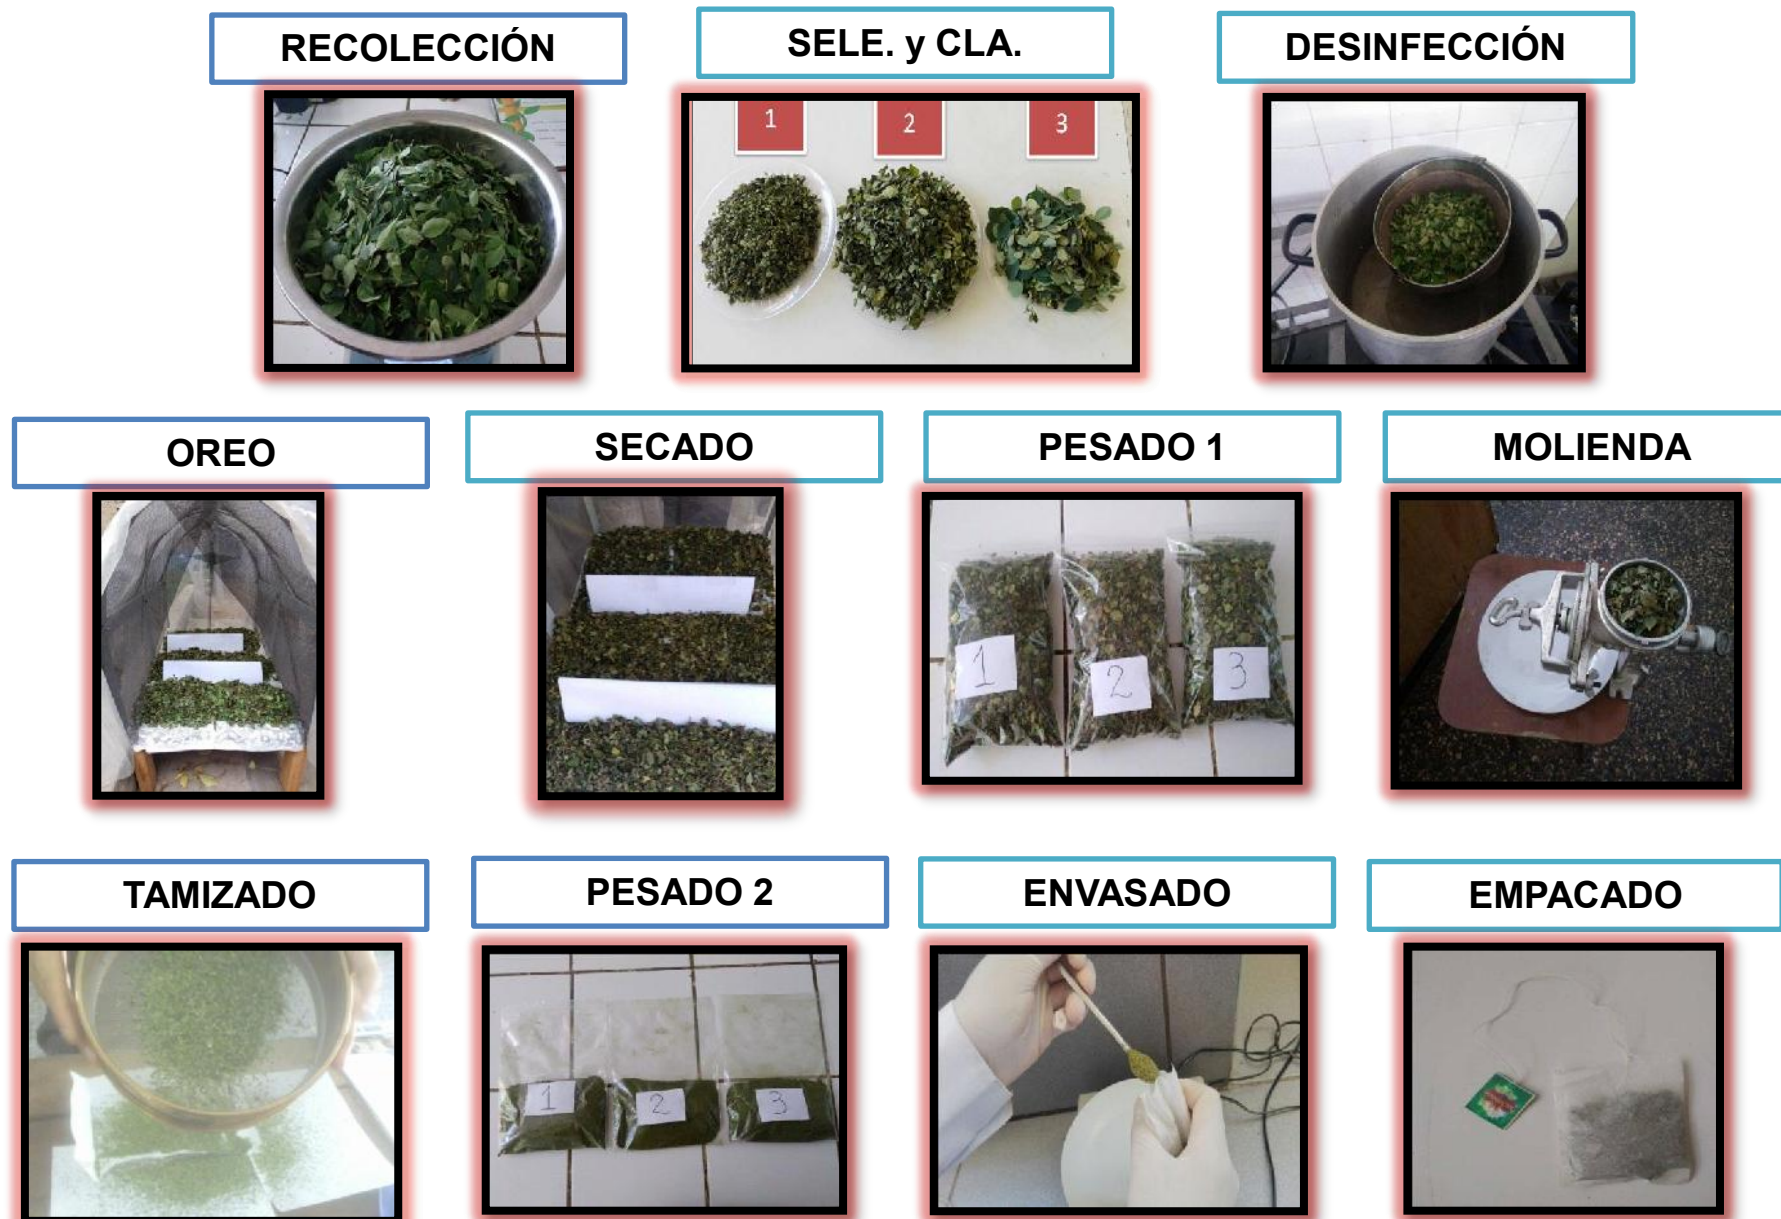 RECOLECCIÓN
SELE. y CLA.
DESINFECCIÓN
1
2
3
OREO
SECADO
PESADO 1
MOLIENDA
1
2
3
TAMIZADO
PESADO 2
ENVASADO
EMPACADO
1
2
3